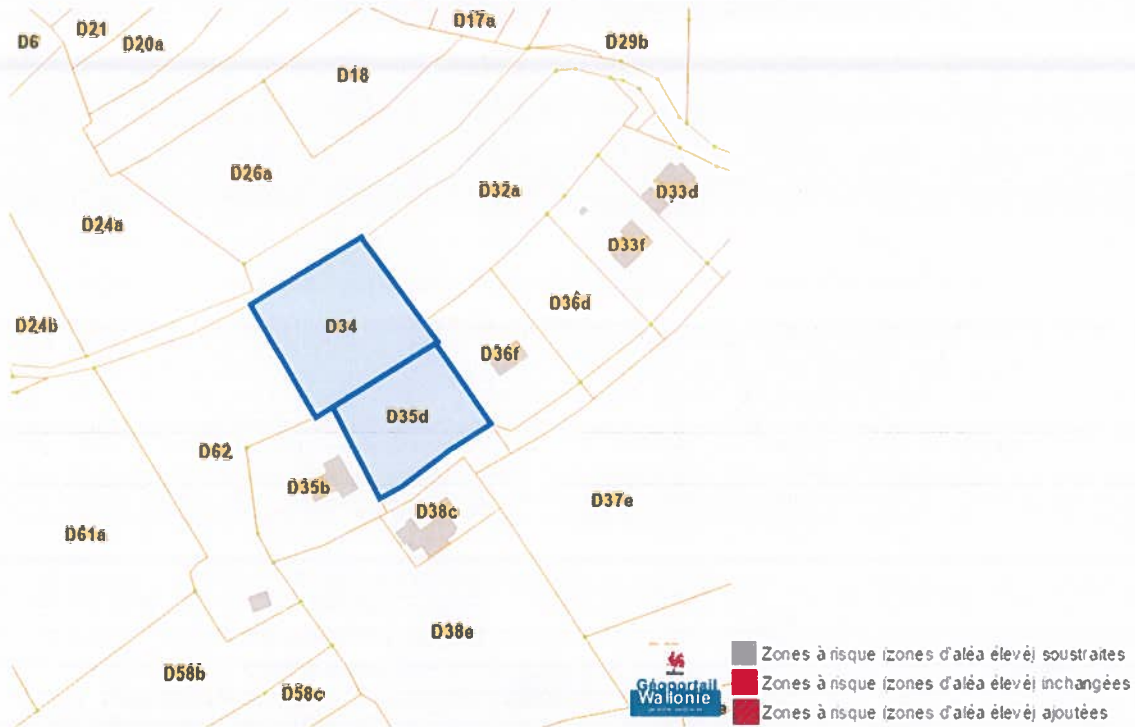 D6
D21
D20a
D17a
D29b
D18
D26a
D32a
D33d
D24a
D33f
D24b
D34
D36d
D36f
D35d
D62
D35b
D38c
D37e
D61a
D38e
D58b
D58c
Géoportail
Wallonie
Zones à risque (zones d'aléa élevé) soustraites
Zones à risque (zones d'aléa élevé) inchangées
Zones à risque (zones d'aléa élevé) ajoutées